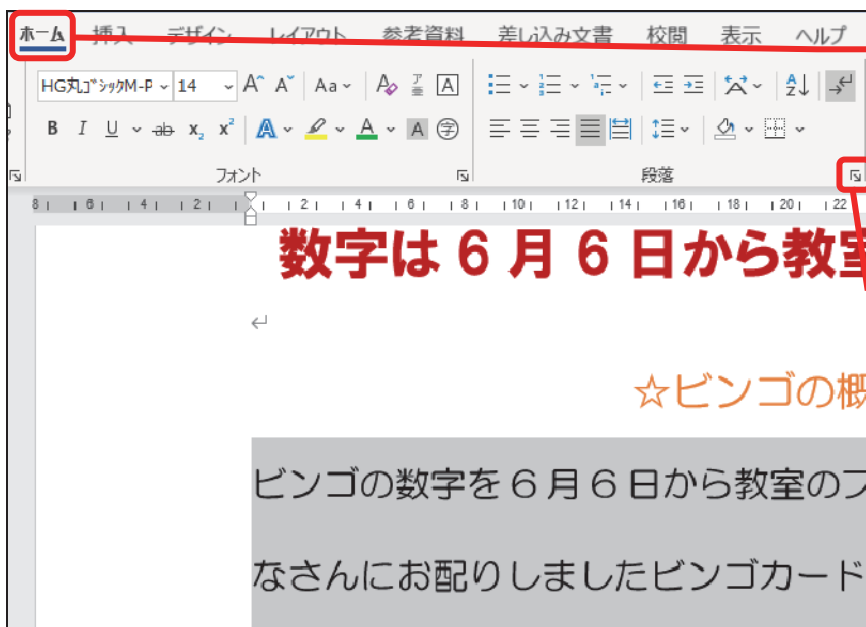 ホーム 挿入 デザイン レイアウト 参考資料 差し込み文書 校閲 表示 ヘルプ
HG丸ゴシックM-P 14 A A Aa A ア亜 A A Z
B I U ab x₂ x² A A A 字
フォント 段落
8 6 4 2 2 4 6 8 10 12 14 16 18 20 22
数字は6月6日から教室
☆ビンゴの概
ビンゴの数字を6月6日から教室のフ
なさんにお配りしましたビンゴカード